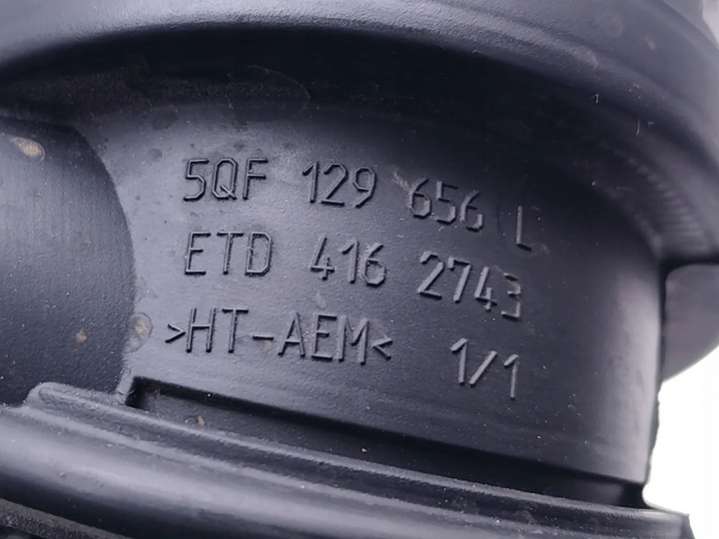 5QF 129 656 L
ETD 416 2743
>HT-AEM< 1/1